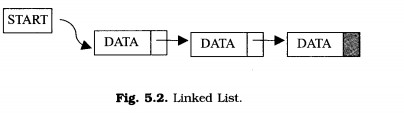 START
DATA DATA DATA
Fig. 5.2. Linked List.